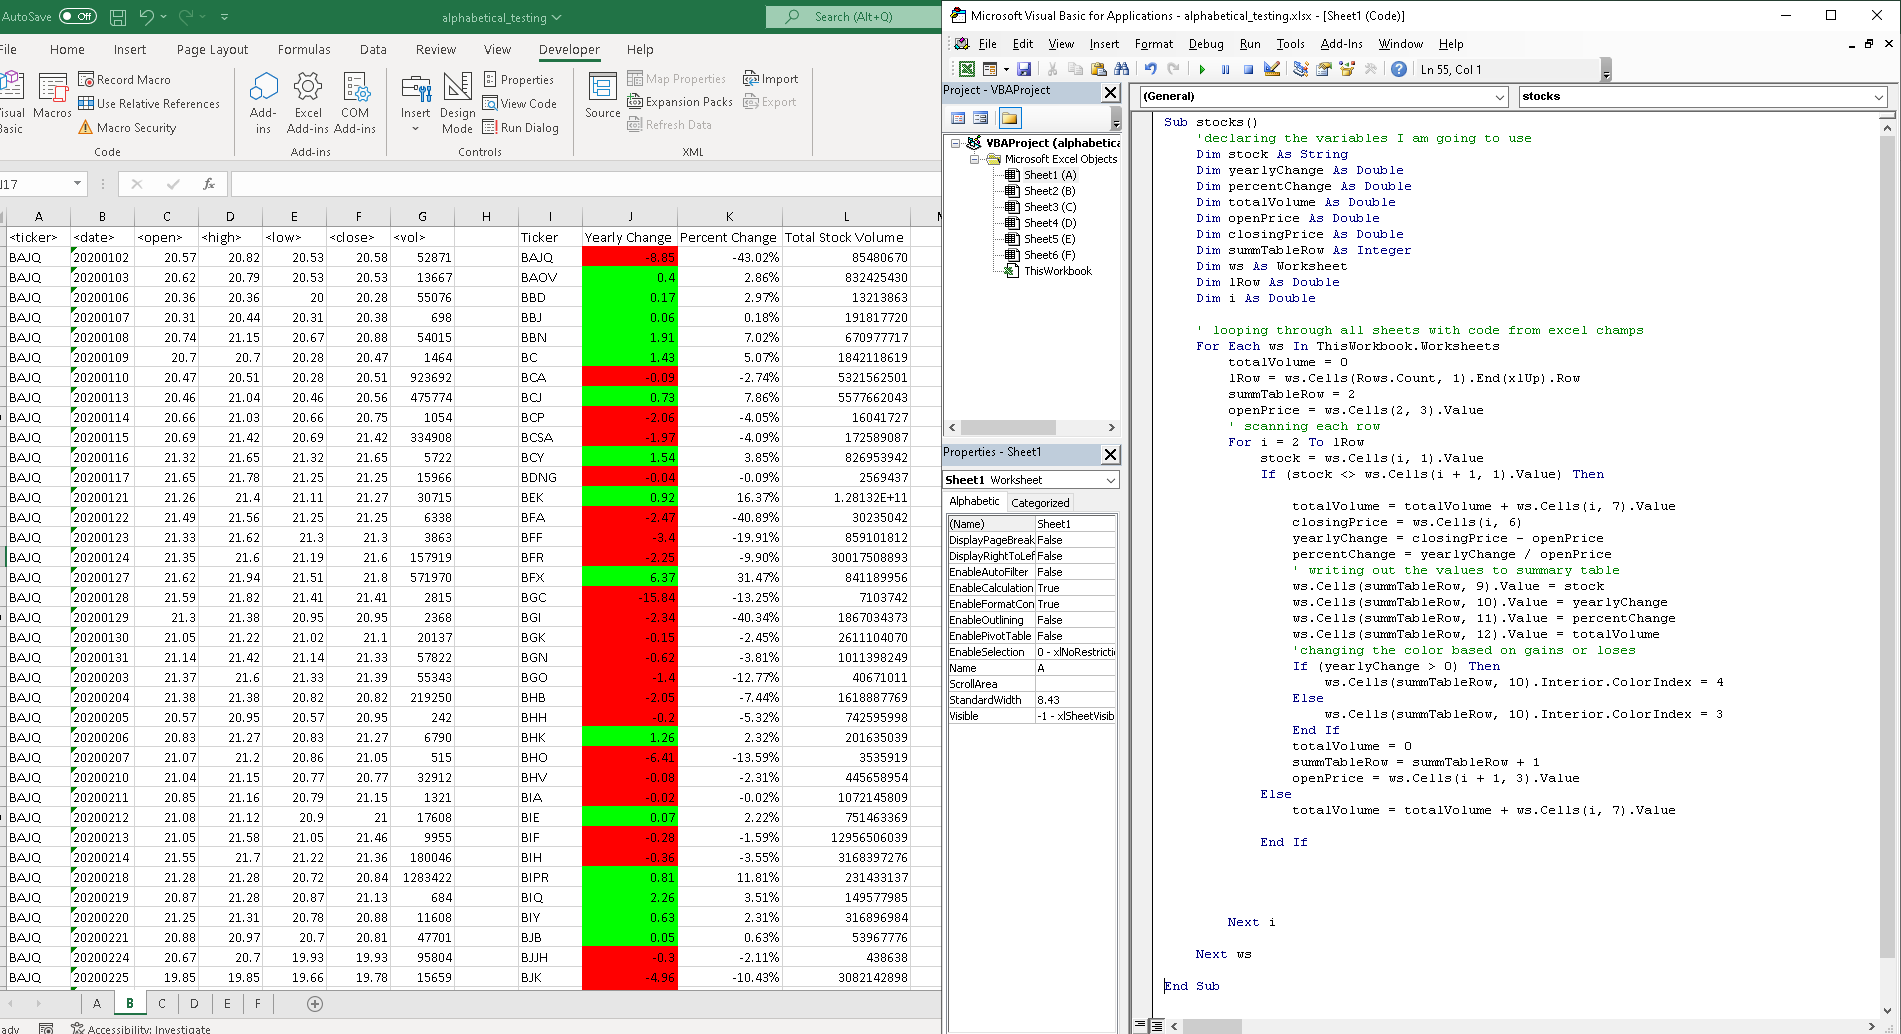 AutoSave Off alphabetical_testing Search (Alt+Q)
File Home Insert Page Layout Formulas Data Review View Developer Help
Visual Basic
Macros
Record Macro
Use Relative References
Macro Security
Code
Add-ins
Excel Add-ins
COM Add-ins
Add-ins
Insert
Design Mode
Properties
View Code
Run Dialog
Controls
Source
Map Properties
Expansion Packs
Refresh Data
Import
Export
XML
J17 fx
A B C D E F G H I J K L
<ticker> <date> <open> <high> <low> <close> <vol> Ticker Yearly Change Percent Change Total Stock Volume
BAJQ 20200102 20.57 20.82 20.53 20.58 52871 BAJQ -8.85 -43.02% 85480670
BAJQ 20200103 20.62 20.79 20.53 20.53 13667 BAOV 0.4 2.86% 832425430
BAJQ 20200106 20.36 20.36 20 20.28 55076 BBD 0.17 2.97% 13213863
BAJQ 20200107 20.31 20.44 20.31 20.38 698 BBJ 0.06 0.18% 191817720
BAJQ 20200108 20.74 21.15 20.67 20.88 54015 BBN 1.91 7.02% 670977717
BAJQ 20200109 20.7 20.7 20.28 20.47 1464 BC 1.43 5.07% 1842118619
BAJQ 20200110 20.47 20.51 20.28 20.51 923692 BCA -0.09 -2.74% 5321562501
BAJQ 20200113 20.46 21.04 20.46 20.56 475774 BCJ 0.73 7.86% 5577662043
BAJQ 20200114 20.66 21.03 20.66 20.75 1054 BCP -2.06 -4.05% 16041727
BAJQ 20200115 20.69 21.42 20.69 21.42 334908 BCSA -1.97 -4.09% 172589087
BAJQ 20200116 21.32 21.65 21.32 21.65 5722 BCY 1.54 3.85% 826953942
BAJQ 20200117 21.65 21.78 21.25 21.25 15966 BDNG -0.04 -0.09% 2569437
BAJQ 20200121 21.26 21.4 21.11 21.27 30715 BEK 0.92 16.37% 1.28132E+11
BAJQ 20200122 21.49 21.56 21.25 21.25 6338 BFA -2.47 -40.89% 30235042
BAJQ 20200123 21.33 21.62 21.3 21.3 3863 BFF -3.4 -19.91% 859101812
BAJQ 20200124 21.35 21.6 21.19 21.6 157919 BFR -2.25 -9.90% 30017508893
BAJQ 20200127 21.62 21.94 21.51 21.8 571970 BFX 6.37 31.47% 841189956
BAJQ 20200128 21.59 21.82 21.41 21.41 2815 BGC -15.84 -13.25% 7103742
BAJQ 20200129 21.3 21.38 20.95 20.95 2368 BGI -2.34 -40.34% 1867034373
BAJQ 20200130 21.05 21.22 21.02 21.1 20137 BGK -0.15 -2.45% 2611104070
BAJQ 20200131 21.14 21.42 21.14 21.33 57822 BGN -0.62 -3.81% 1011398249
BAJQ 20200203 21.37 21.6 21.33 21.39 55343 BGO -1.4 -12.77% 40671011
BAJQ 20200204 21.38 21.38 20.82 20.82 219250 BHB -2.05 -7.44% 1618887769
BAJQ 20200205 20.57 20.95 20.57 20.95 242 BHH -0.2 -5.32% 742595998
BAJQ 20200206 20.83 21.27 20.83 21.27 6790 BHK 1.26 2.32% 201635039
BAJQ 20200207 21.07 21.2 20.86 21.05 515 BHO -6.41 -13.59% 3535919
BAJQ 20200210 21.04 21.15 20.77 20.77 32912 BHV -0.08 -2.31% 445658954
BAJQ 20200211 20.85 21.16 20.79 21.15 1321 BIA -0.02 -0.02% 1072145809
BAJQ 20200212 21.08 21.12 20.9 21 17608 BIE 0.07 2.22% 751463369
BAJQ 20200213 21.05 21.58 21.05 21.46 9955 BIF -0.28 -1.59% 12956506039
BAJQ 20200214 21.55 21.7 21.22 21.36 180046 BIH -0.36 -3.55% 3168397276
BAJQ 20200218 21.28 21.28 20.72 20.84 1283422 BIPR 0.81 11.81% 231433137
BAJQ 20200219 20.87 21.28 20.87 21.13 684 BIQ 2.26 3.51% 149577985
BAJQ 20200220 21.25 21.31 20.78 20.88 11608 BIY 0.63 2.31% 316896984
BAJQ 20200221 20.88 20.97 20.7 20.81 47701 BJB 0.05 0.63% 53967776
BAJQ 20200224 20.67 20.7 19.93 19.93 95804 BJJH -0.3 -2.11% 438638
BAJQ 20200225 19.85 19.85 19.66 19.78 15659 BJK -4.96 -10.43% 3082142898
A B C D E F
ady Accessibility: Investigate
Microsoft Visual Basic for Applications - alphabetical_testing.xlsx - [Sheet1 (Code)]
File Edit View Insert Format Debug Run Tools Add-Ins Window Help
Ln 55, Col 1
Project - VBAProject
VBAProject (alphabetica
Microsoft Excel Objects
Sheet1 (A)
Sheet2 (B)
Sheet3 (C)
Sheet4 (D)
Sheet5 (E)
Sheet6 (F)
ThisWorkbook
Properties - Sheet1
Sheet1 Worksheet
Alphabetic Categorized
(Name) Sheet1
DisplayPageBreak False
DisplayRightToLef False
EnableAutoFilter False
EnableCalculation True
EnableFormatCon True
EnableOutlining False
EnablePivotTable False
EnableSelection 0 - xlNoRestricti
Name A
ScrollArea
StandardWidth 8.43
Visible -1 - xlSheetVisib
(General) stocks
Sub stocks()
'declaring the variables I am going to use
Dim stock As String
Dim yearlyChange As Double
Dim percentChange As Double
Dim totalVolume As Double
Dim openPrice As Double
Dim closingPrice As Double
Dim summTableRow As Integer
Dim ws As Worksheet
Dim lRow As Double
Dim i As Double
' looping through all sheets with code from excel champs
For Each ws In ThisWorkbook.Worksheets
totalVolume = 0
lRow = ws.Cells(Rows.Count, 1).End(xlUp).Row
summTableRow = 2
openPrice = ws.Cells(2, 3).Value
' scanning each row
For i = 2 To lRow
stock = ws.Cells(i, 1).Value
If (stock <> ws.Cells(i + 1, 1).Value) Then
totalVolume = totalVolume + ws.Cells(i, 7).Value
closingPrice = ws.Cells(i, 6)
yearlyChange = closingPrice - openPrice
percentChange = yearlyChange / openPrice
' writing out the values to summary table
ws.Cells(summTableRow, 9).Value = stock
ws.Cells(summTableRow, 10).Value = yearlyChange
ws.Cells(summTableRow, 11).Value = percentChange
ws.Cells(summTableRow, 12).Value = totalVolume
'changing the color based on gains or loses
If (yearlyChange > 0) Then
ws.Cells(summTableRow, 10).Interior.ColorIndex = 4
Else
ws.Cells(summTableRow, 10).Interior.ColorIndex = 3
End If
totalVolume = 0
summTableRow = summTableRow + 1
openPrice = ws.Cells(i + 1, 3).Value
Else
totalVolume = totalVolume + ws.Cells(i, 7).Value
End If
Next i
Next ws
End Sub